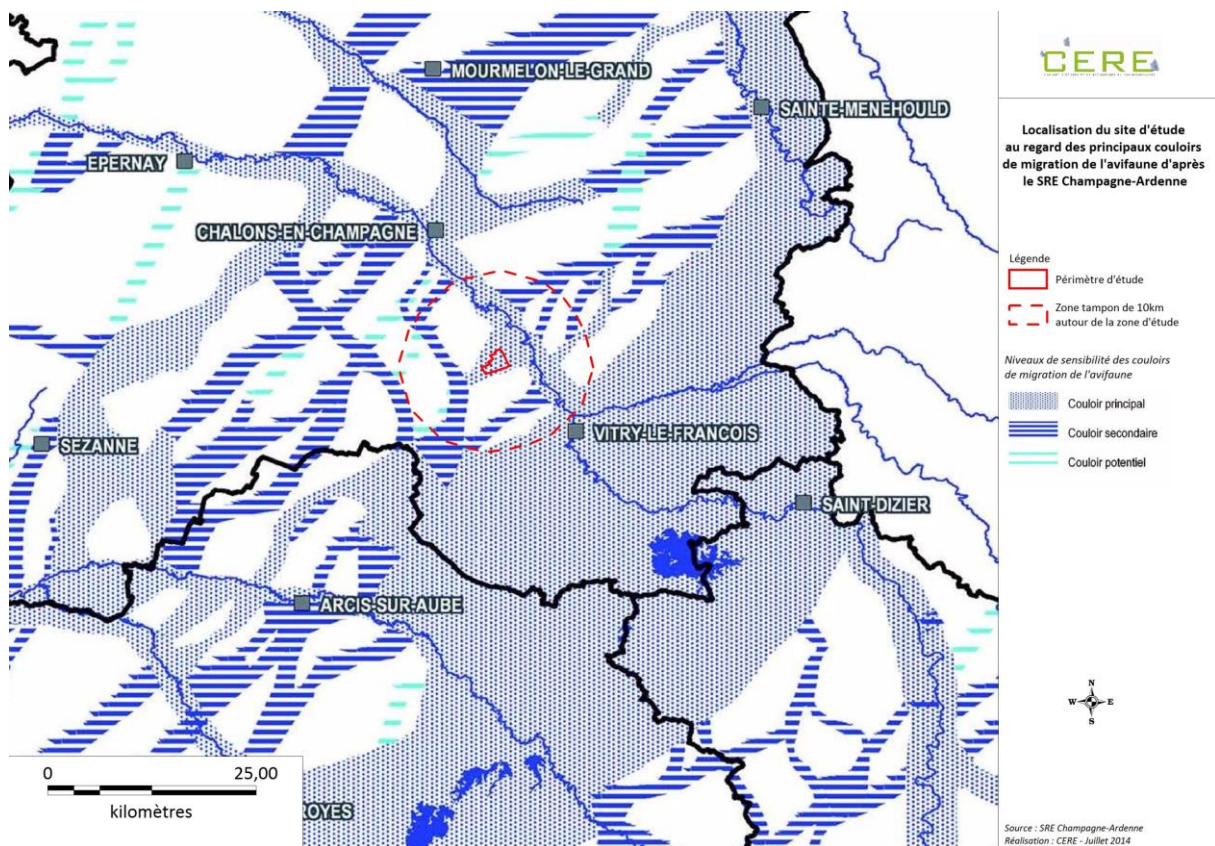 MOURMELON-LE-GRAND
SAINTE-MENEHOULD
EPERNAY
CHALONS-EN-CHAMPAGNE
SEZANNE
VITRY-LE-FRANCOIS
SAINT-DIZIER
ARCIS-SUR-AUBE
ROYES
0 25,00
kilomètres
CERE
Localisation du site d'étude
au regard des principaux couloirs
de migration de l'avifaune d'après
le SRE Champagne-Ardenne
Légende
Périmètre d'étude
Zone tampon de 10km
autour de la zone d'étude
Niveaux de sensibilité des couloirs
de migration de l'avifaune
Couloir principal
Couloir secondaire
Couloir potentiel
N
W E
S
Source : SRE Champagne-Ardenne
Réalisation : CERE - Juillet 2014